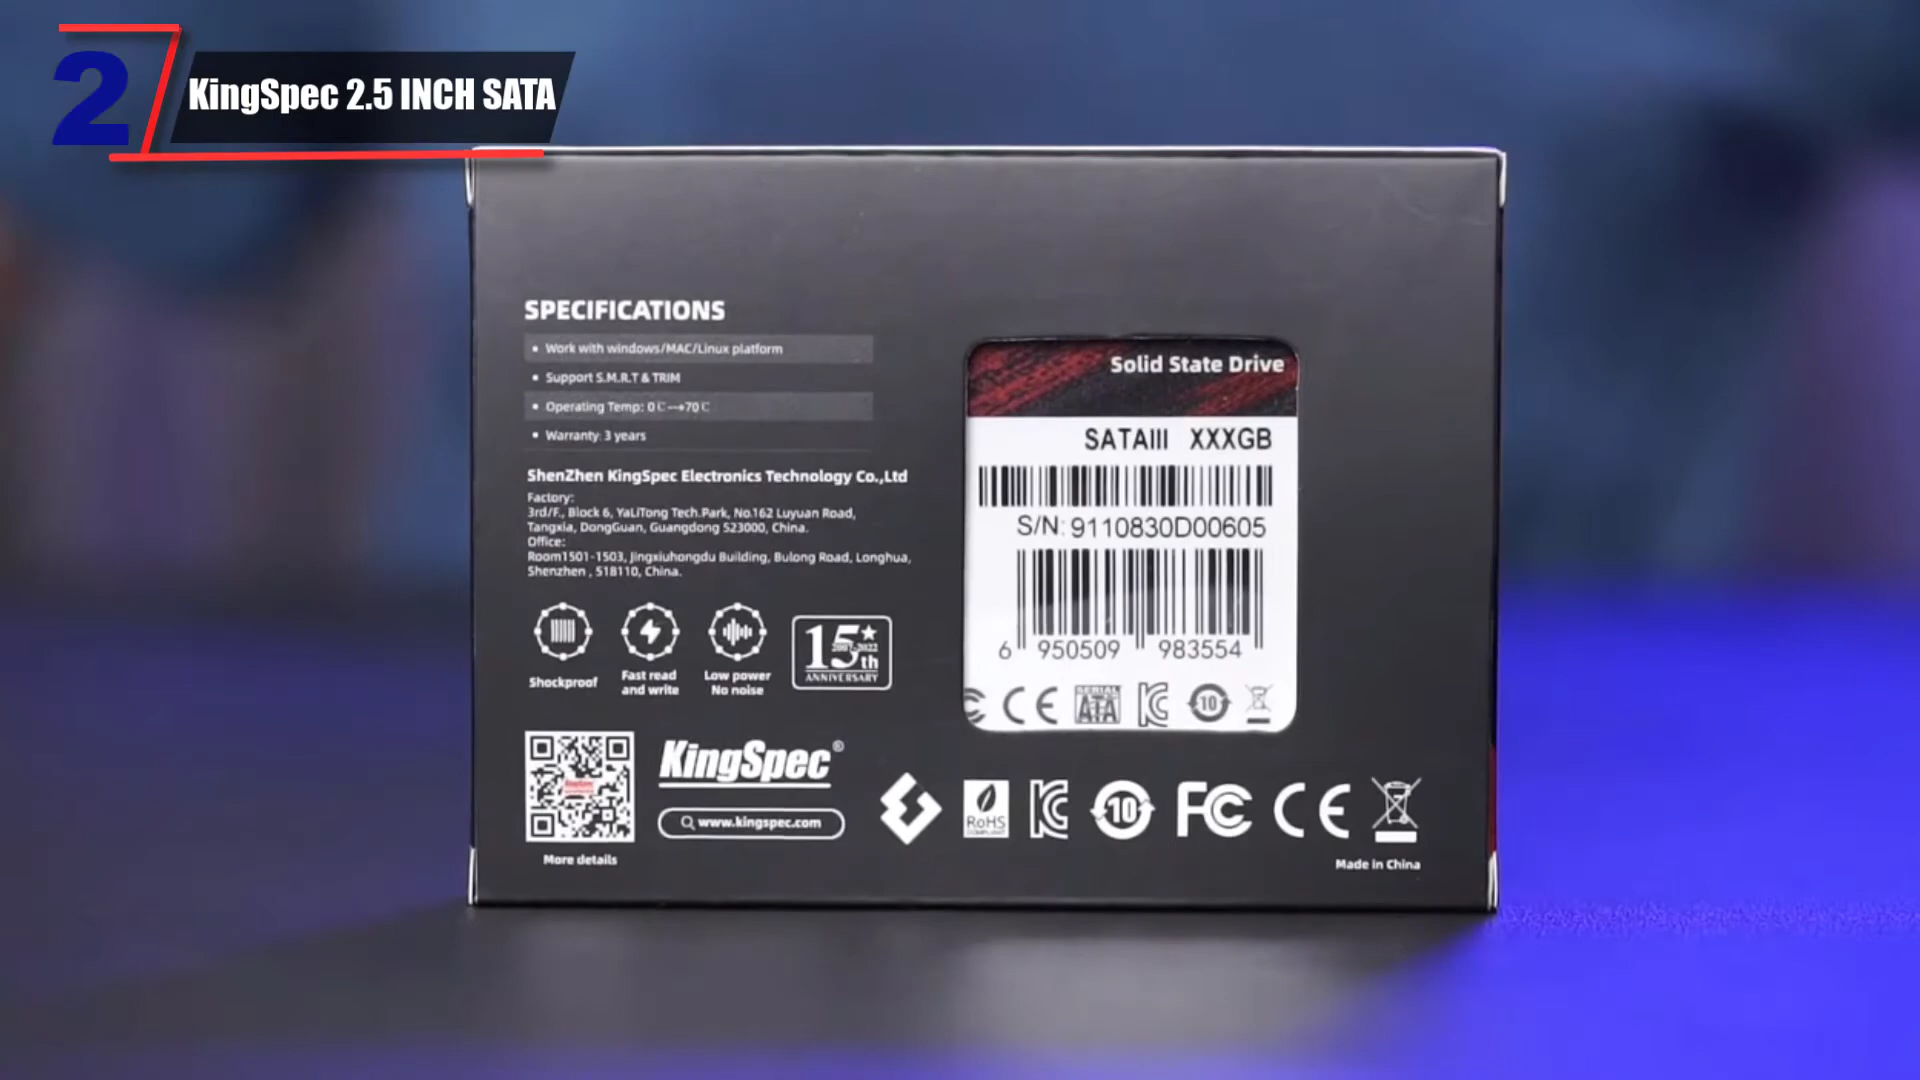 2
KingSpec 2.5 INCH SATA
SPECIFICATIONS
• Work with windows/MAC/Linux platform
• Support S.M.R.T & TRIM
• Operating Temp: 0℃→70℃
• Warranty: 3 years
ShenZhen KingSpec Electronics Technology Co.,Ltd
Factory:
3rd/F., Block 6, YaLiTong Tech.Park, No.162 Luyuan Road,
Tangxia, DongGuan, Guangdong 523000, China.
Office:
Room1501-1503, Jingxiuhongdu Building, Bulong Road, Longhua,
Shenzhen , 518110, China.
Shockproof
Fast read
and write
Low power
No noise
15th
2007-2022
ANNIVERSARY
KingSpec®
www.kingspec.com
More details
Solid State Drive
SATAIII XXXGB
S/N: 9110830D00605
6 950509 983554
CE
SERIAL
ATA
10
RoHS
COMPLIANT
10
FC
CE
Made in China